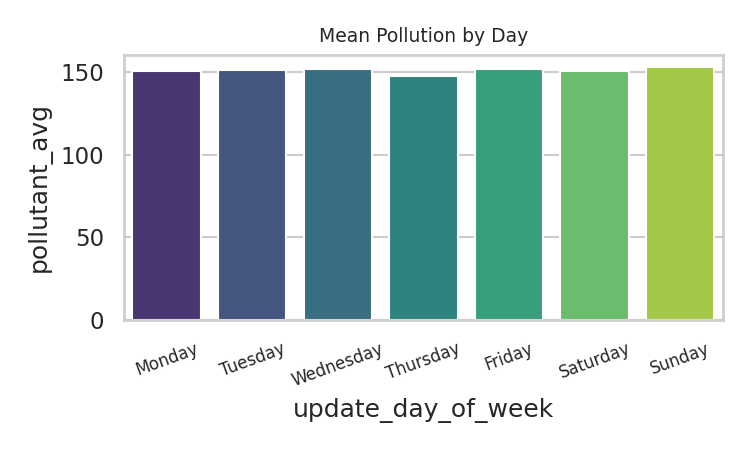 Mean Pollution by Day
pollutant_avg
150
100
50
0
Monday
Tuesday
Wednesday
Thursday
Friday
Saturday
Sunday
update_day_of_week